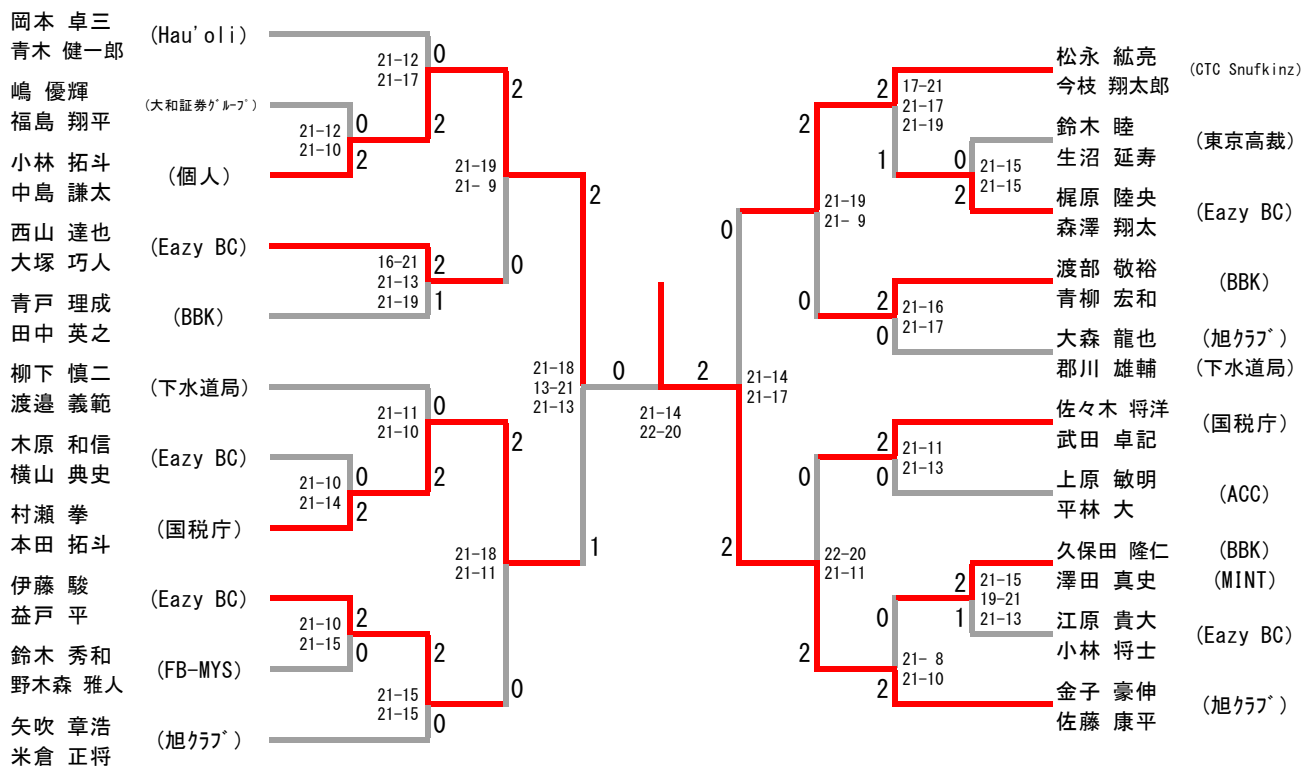 岡本 卓三
青木 健一郎
(Hau'oli)
嶋 優輝
福島 翔平
(大和証券ｸﾞﾙｰﾌﾟ)
小林 拓斗
中島 謙太
(個人)
西山 達也
大塚 巧人
(Eazy BC)
青戸 理成
田中 英之
(BBK)
柳下 慎二
渡邉 義範
(下水道局)
木原 和信
横山 典史
(Eazy BC)
村瀬 拳
本田 拓斗
(国税庁)
伊藤 駿
益戸 平
(Eazy BC)
鈴木 秀和
野木森 雅人
(FB-MYS)
矢吹 章浩
米倉 正将
(旭ｸﾗﾌﾞ)
0
21-12
21-17
2
0
21-12
21-10
2
2
21-19
21- 9
0
2
16-21
21-13
21-19
1
2
21-18
13-21
21-13
1
0
21-11
21-10
2
0
21-10
21-14
2
2
21-18
21-11
0
2
21-10
21-15
0
2
21-15
21-15
0
0
2
21-14
22-20
松永 絋亮
今枝 翔太郎
(CTC Snufkinz)
鈴木 睦
生沼 延寿
(東京高裁)
梶原 陸央
森澤 翔太
(Eazy BC)
渡部 敬裕
青柳 宏和
(BBK)
大森 龍也
(旭ｸﾗﾌﾞ)
郡川 雄輔
(下水道局)
佐々木 将洋
武田 卓記
(国税庁)
上原 敏明
平林 大
(ACC)
久保田 隆仁
(BBK)
澤田 真史
(MINT)
江原 貴大
小林 将士
(Eazy BC)
金子 豪伸
佐藤 康平
(旭ｸﾗﾌﾞ)
2
17-21
21-17
21-19
1
0
21-15
21-15
2
2
21-19
21- 9
0
2
21-16
21-17
0
0
21-14
21-17
2
2
21-11
21-13
0
0
22-20
21-11
2
2
21-15
19-21
21-13
1
0
21- 8
21-10
2